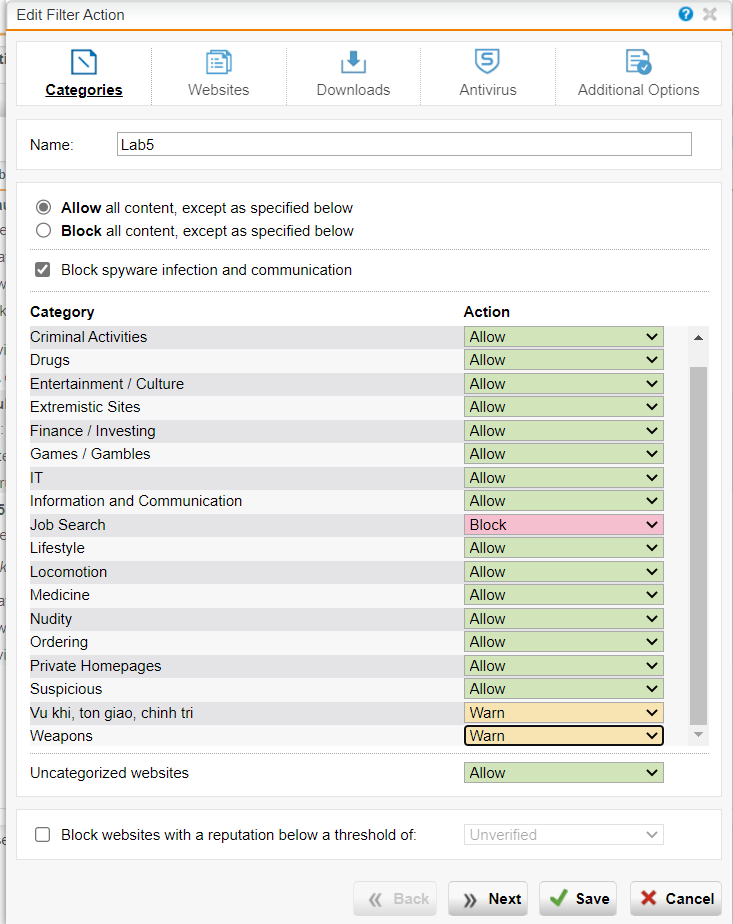 Edit Filter Action
Categories
Websites
Downloads
Antivirus
Additional Options
Name: Lab5
Allow all content, except as specified below
Block all content, except as specified below
Block spyware infection and communication
Category Action
Criminal Activities Allow
Drugs Allow
Entertainment / Culture Allow
Extremistic Sites Allow
Finance / Investing Allow
Games / Gambles Allow
IT Allow
Information and Communication Allow
Job Search Block
Lifestyle Allow
Locomotion Allow
Medicine Allow
Nudity Allow
Ordering Allow
Private Homepages Allow
Suspicious Allow
Vu khi, ton giao, chinh tri Warn
Weapons Warn
Uncategorized websites Allow
Block websites with a reputation below a threshold of: Unverified
Back Next Save Cancel